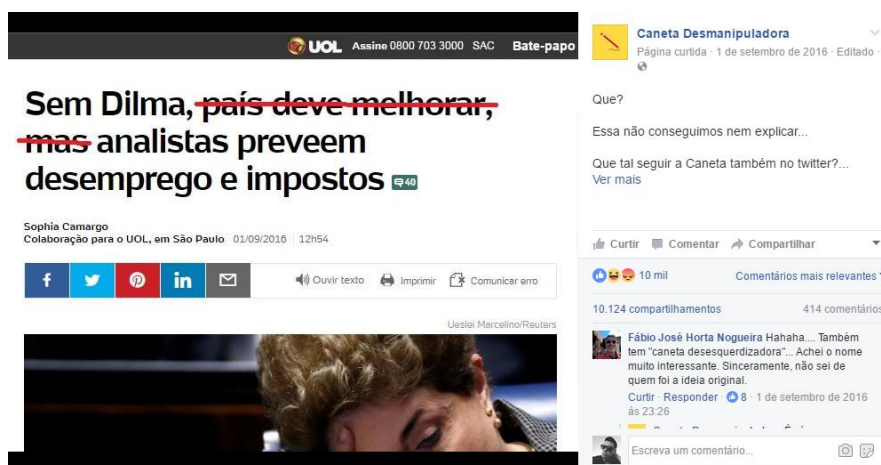 UOL Assine 0800 703 3000 SAC Bate-papo
Sem Dilma, país deve melhorar,
mas analistas preveem
desemprego e impostos 40
Sophia Camargo
Colaboração para o UOL, em São Paulo 01/09/2016 12h54
Ouvir texto Imprimir Comunicar erro
Ueslei Marcelino/Reuters
Caneta Desmanipuladora
Página curtida · 1 de setembro de 2016 · Editado ·
Que?
Essa não conseguimos nem explicar...
Que tal seguir a Caneta também no twitter?...
Ver mais
Curtir Comentar Compartilhar
10 mil Comentários mais relevantes
10.124 compartilhamentos 414 comentários
Fábio José Horta Nogueira Hahaha.... Também
tem "caneta desesquerdizadora"... Achei o nome
muito interessante. Sinceramente, não sei de
quem foi a ideia original.
Curtir · Responder · 8 · 1 de setembro de 2016
às 23:26
Escreva um comentário...